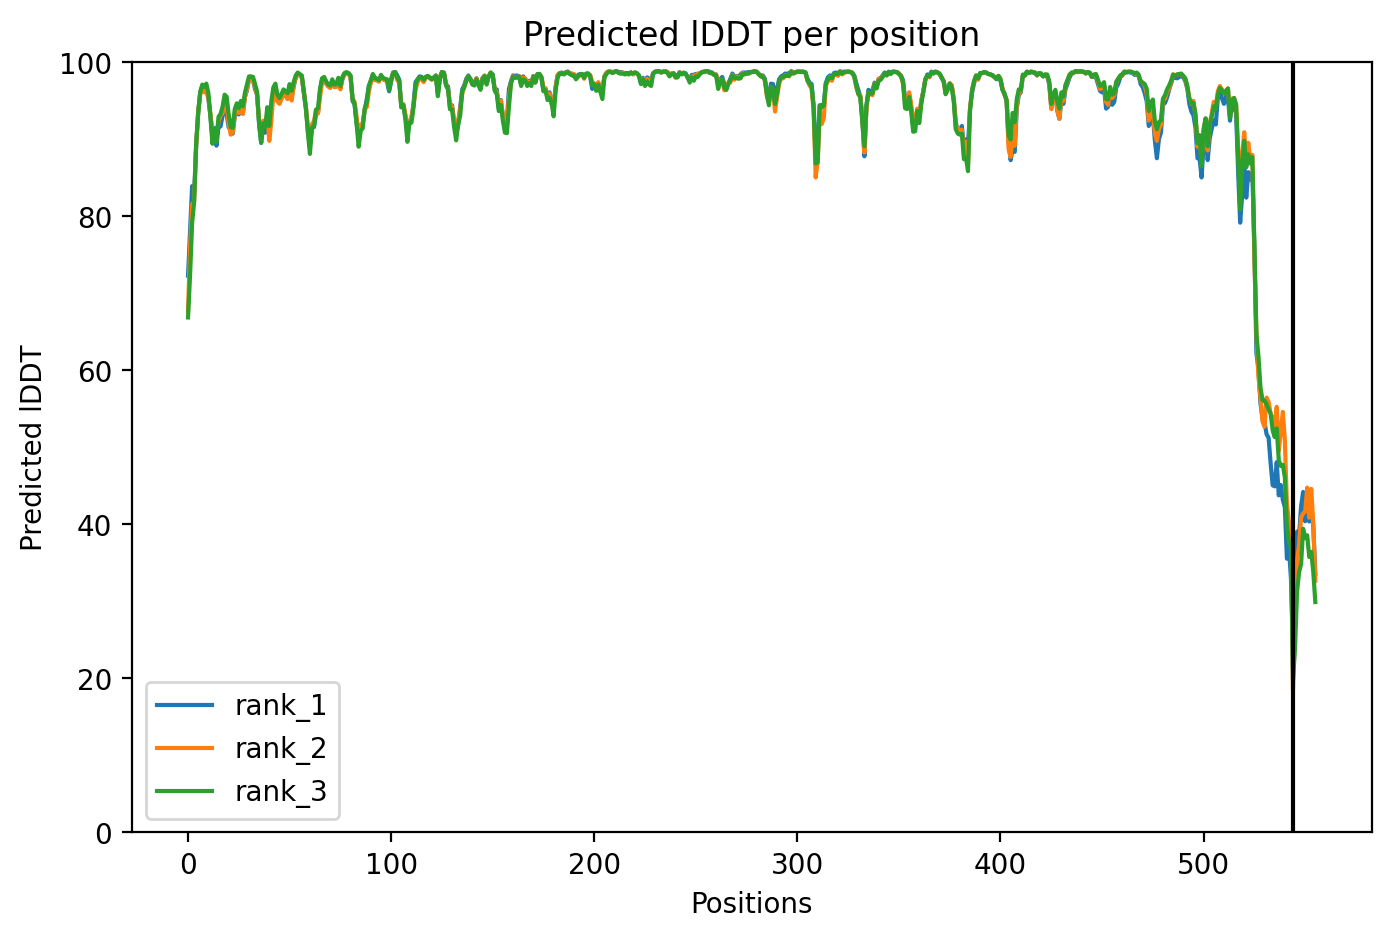 Predicted lDDT per position
100
80
60
40
20
0
Predicted lDDT
rank_1
rank_2
rank_3
0 100 200 300 400 500
Positions